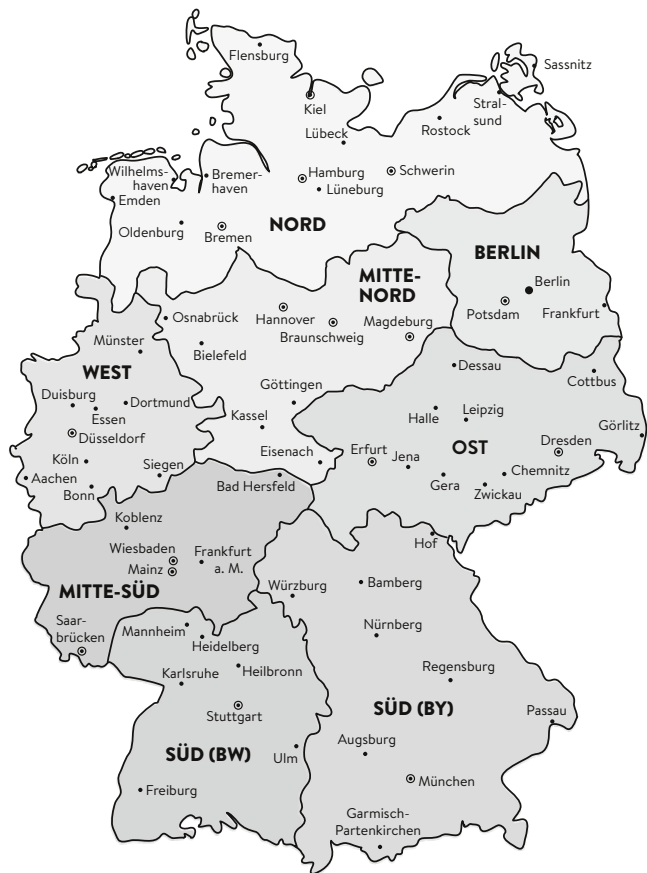 Flensburg
Sassnitz
Kiel
Stral-
sund
Rostock
Lübeck
Wilhelms-
haven
Bremer-
haven
Hamburg
Schwerin
Lüneburg
Emden
Oldenburg
Bremen
NORD
BERLIN
Berlin
Potsdam
Frankfurt
MITTE-
NORD
Osnabrück
Hannover
Braunschweig
Magdeburg
Münster
Bielefeld
WEST
Dessau
Cottbus
Göttingen
Duisburg
Essen
Dortmund
Düsseldorf
Kassel
Halle
Leipzig
Görlitz
OST
Dresden
Köln
Siegen
Eisenach
Erfurt
Jena
Chemnitz
Aachen
Bonn
Bad Hersfeld
Gera
Zwickau
Koblenz
Wiesbaden
Mainz
Frankfurt
a. M.
Hof
MITTE-SÜD
Würzburg
Bamberg
Saar-
brücken
Mannheim
Heidelberg
Nürnberg
Karlsruhe
Heilbronn
Regensburg
Stuttgart
SÜD (BY)
Passau
SÜD (BW)
Ulm
Augsburg
Freiburg
München
Garmisch-
Partenkirchen